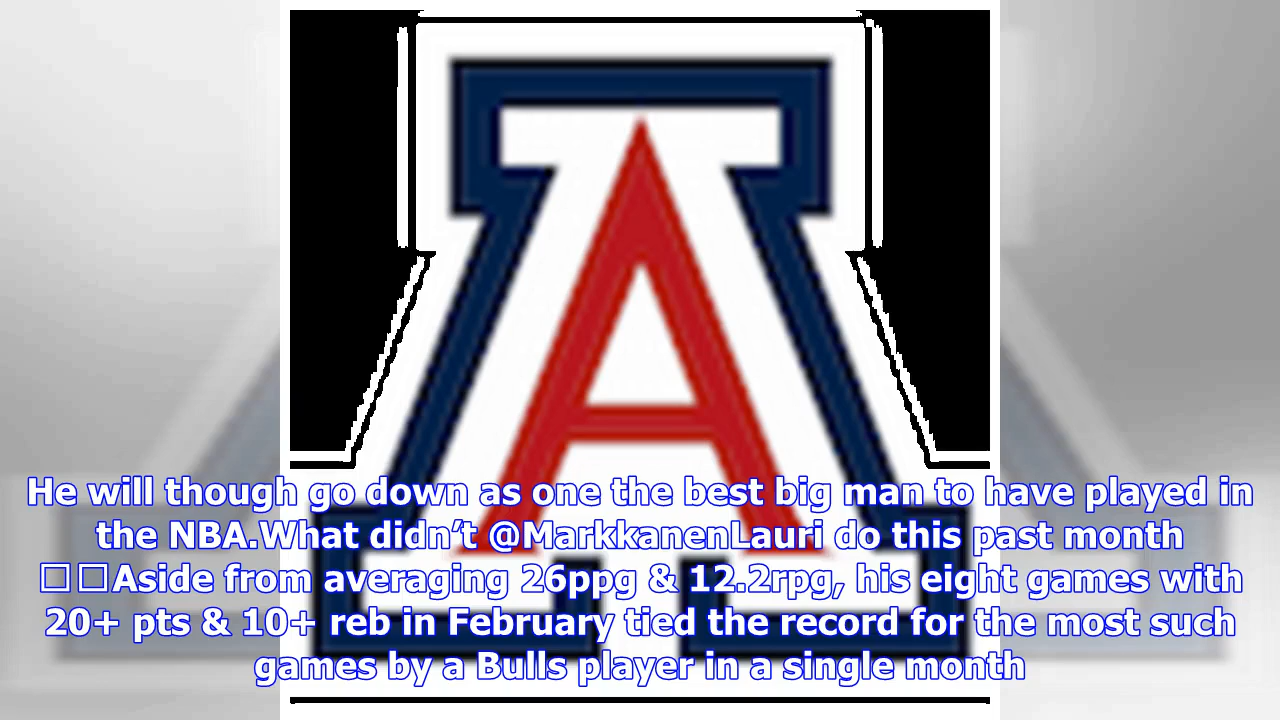 A
He will though go down as one the best big man to have played in
the NBA.What didn’t @MarkkanenLauri do this past month
□□Aside from averaging 26ppg & 12.2rpg, his eight games with
20+ pts & 10+ reb in February tied the record for the most such
games by a Bulls player in a single month